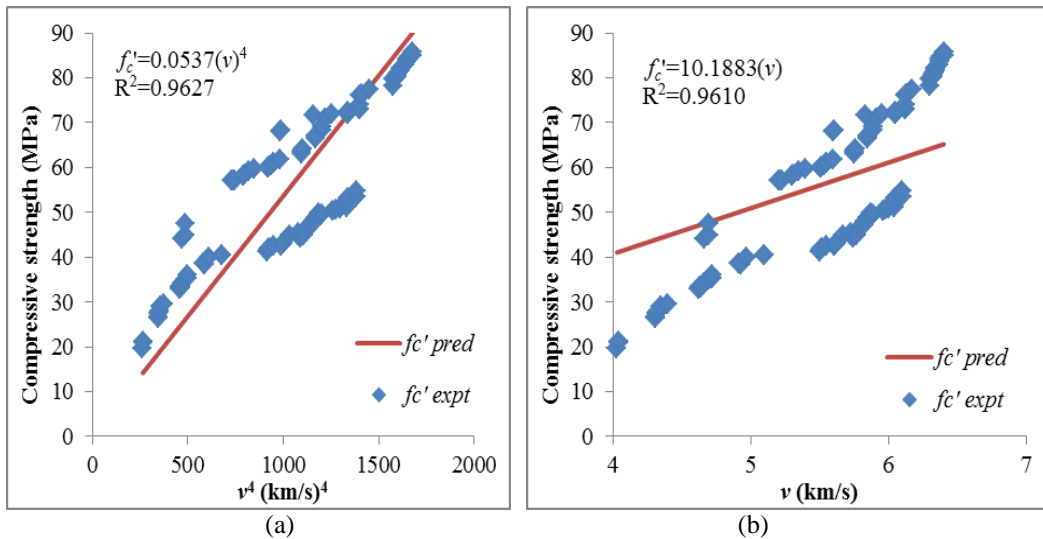 90
80
70
60
50
40
30
20
10
0
Compressive strength (MPa)
fc'=0.0537(v)4
R2=0.9627
fc' pred
fc' expt
0 500 1000 1500 2000
v4 (km/s)4
(a)
90
80
70
60
50
40
30
20
10
0
Compressive strength (MPa)
fc'=10.1883(v)
R2=0.9610
fc' pred
fc' expt
4 5 6 7
v (km/s)
(b)